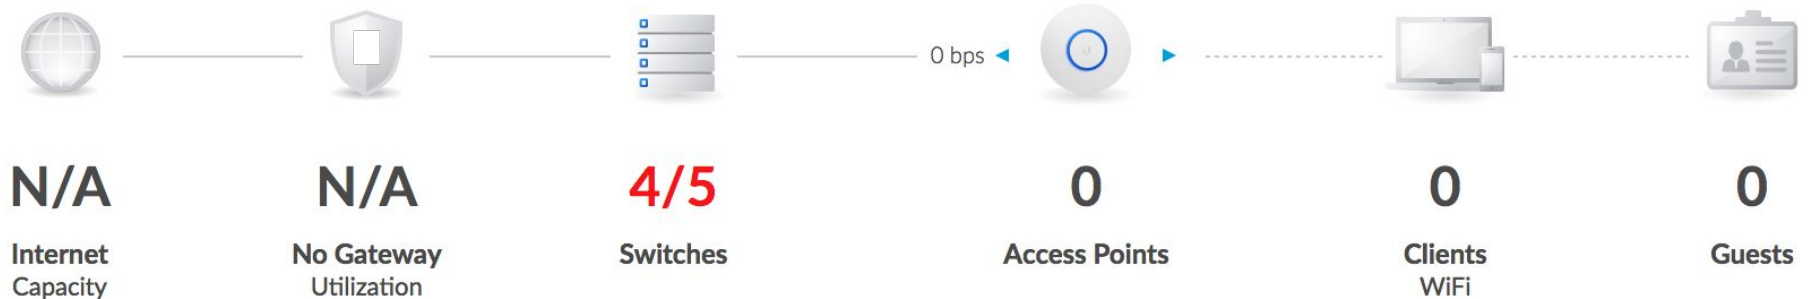 0 bps
N/A N/A 4/5 0 0 0
Internet No Gateway Switches Access Points Clients Guests
Capacity Utilization WiFi